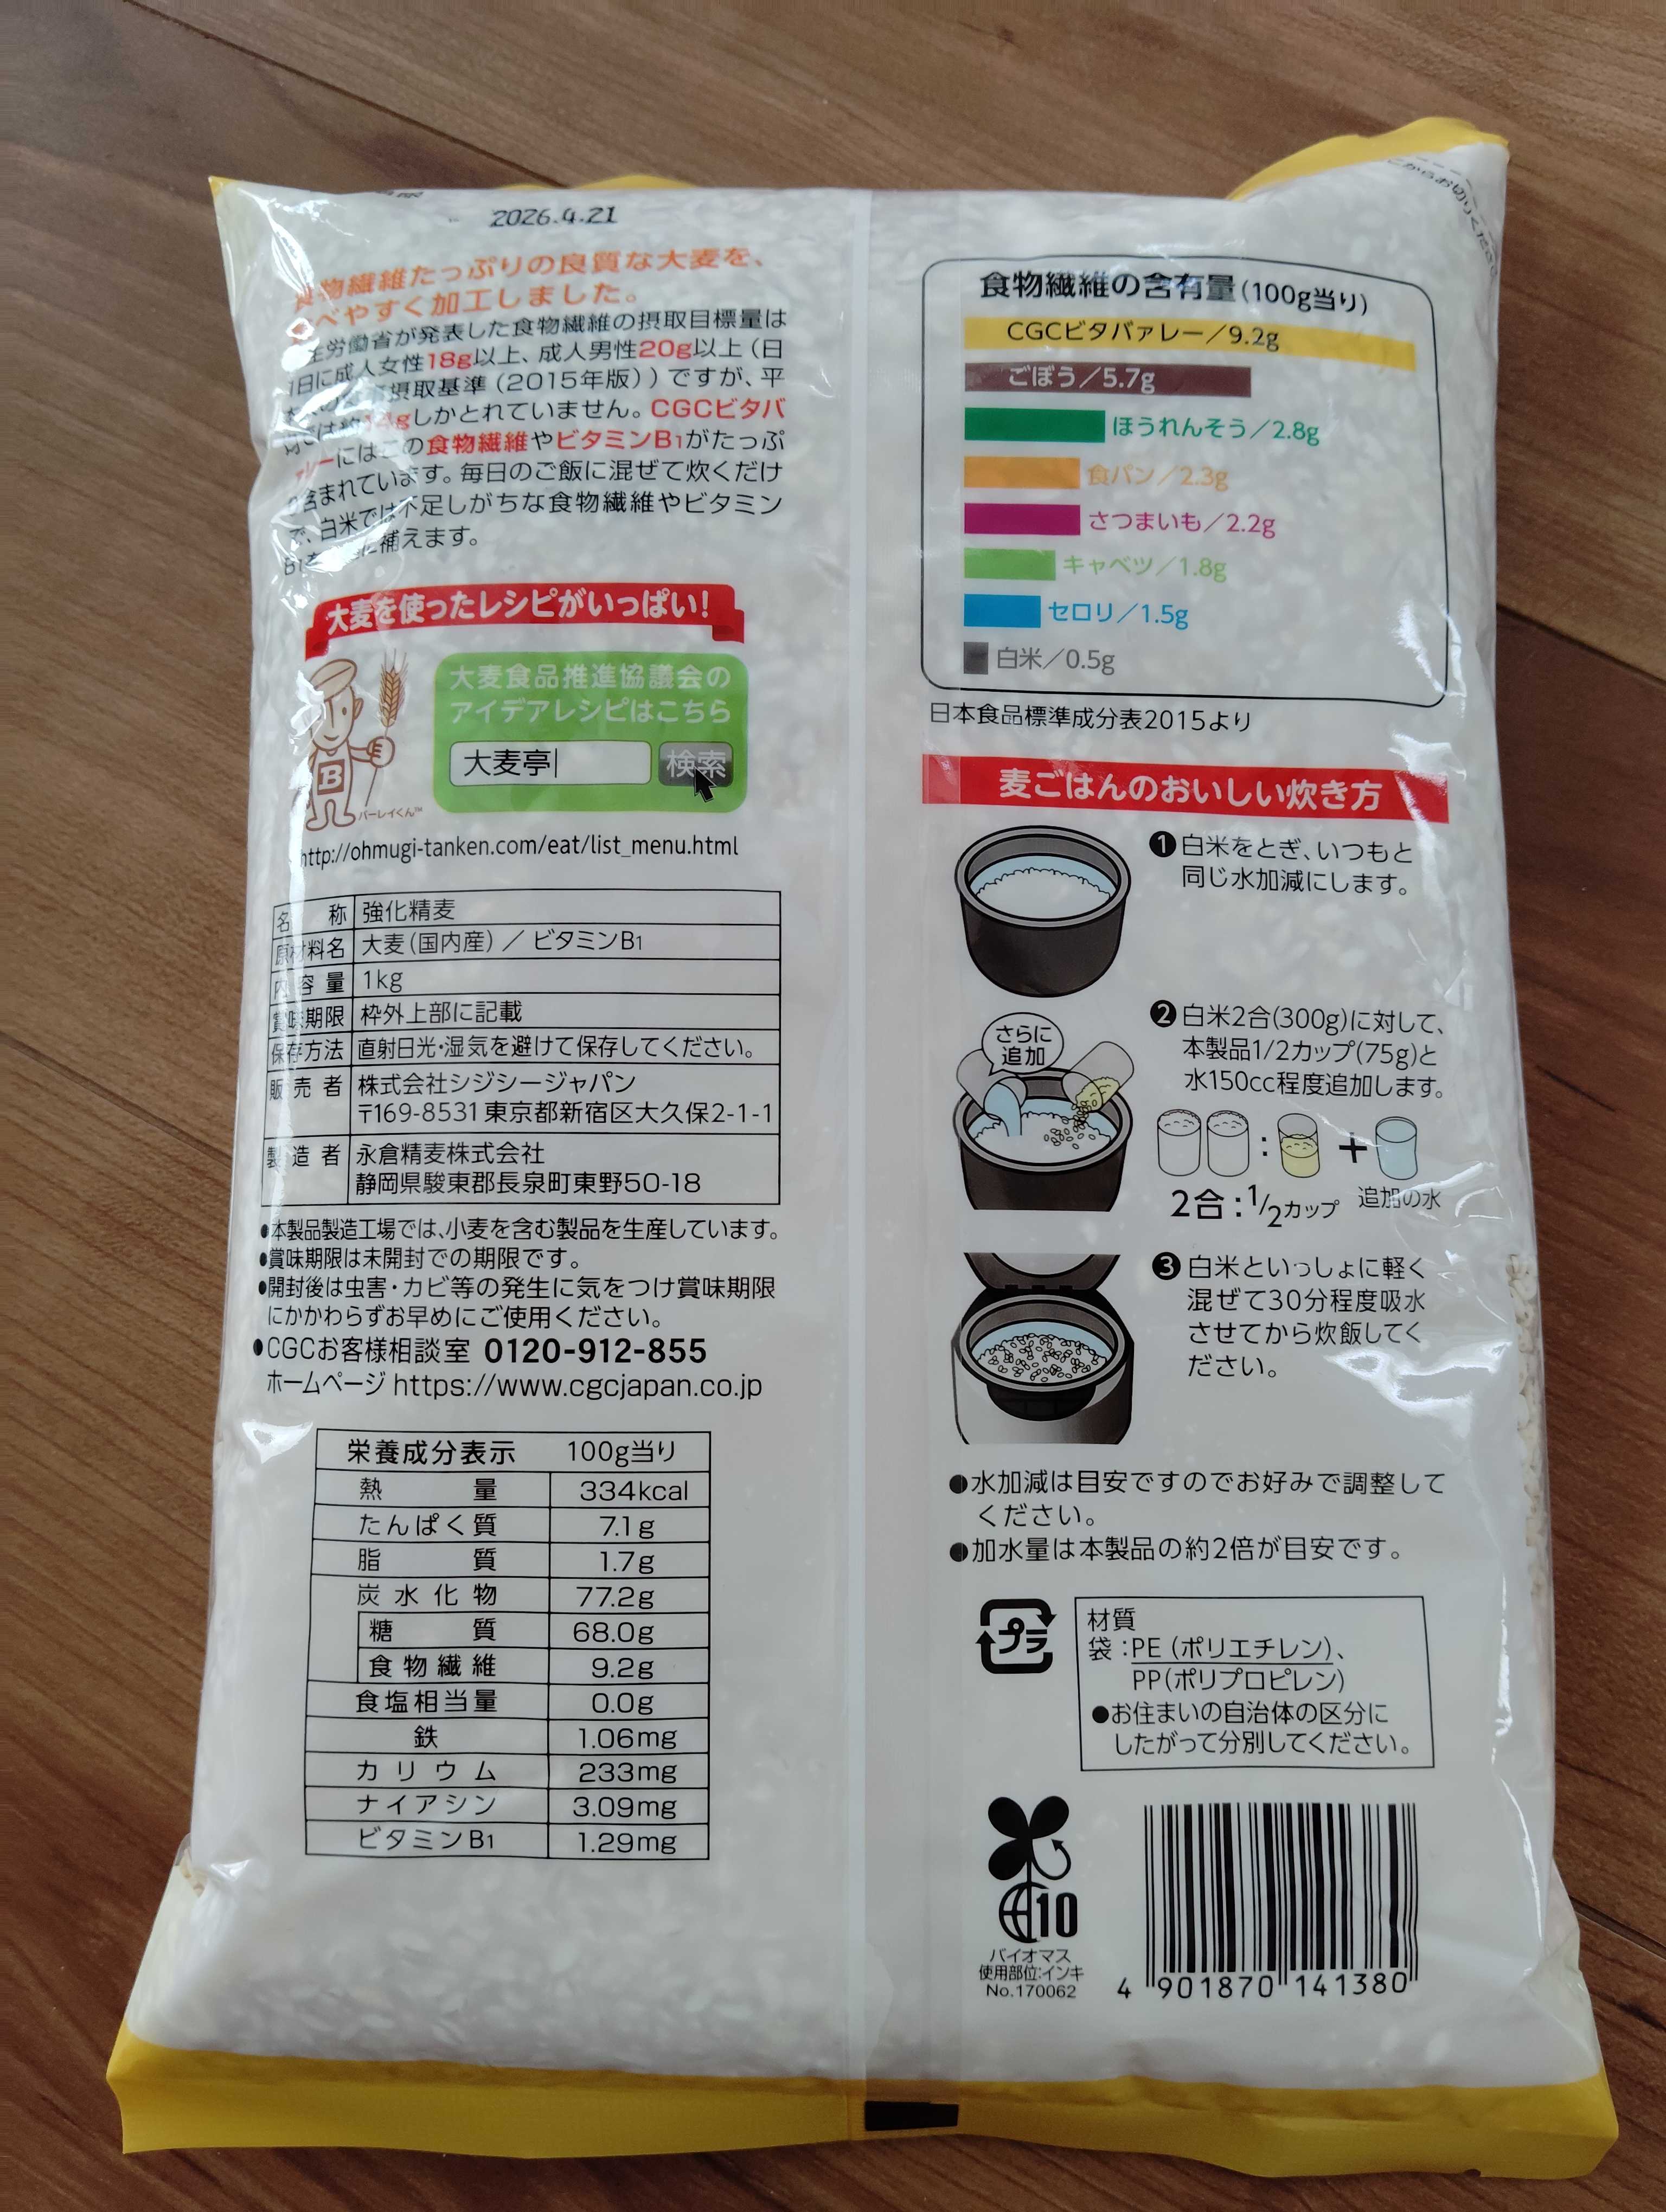 2026.4.21
食物繊維たっぷりの良質な大麦を、
べやすく加工しました。
生労働省が発表した食物繊維の摂取目標量は
1日に成人女性18g以上、成人男性20g以上(日
摂取基準(2015年版))ですが、平
14gしかとれていません。CGCビタバ
ァレーにはこの食物繊維やビタミンB1がたっぷ
り含まれています。毎日のご飯に混ぜて炊くだけ
で、白米では不足しがちな食物繊維やビタミン
B1を に補えます。
大麦を使ったレシピがいっぱい!
大麦食品推進協議会の
アイデアレシピはこちら
大麦亭
検索
B
バーレイくん™
http://ohmugi-tanken.com/eat/list_menu.html
名称 強化精麦
原材料名 大麦(国内産)/ビタミンB1
内容量 1kg
賞味期限 枠外上部に記載
保存方法 直射日光・湿気を避けて保存してください。
販売者 株式会社シジシージャパン
〒169-8531 東京都新宿区大久保2-1-1
製造者 永倉精麦株式会社
静岡県駿東郡長泉町東野50-18
●本製品製造工場では、小麦を含む製品を生産しています。
●賞味期限は未開封での期限です。
●開封後は虫害・カビ等の発生に気をつけ賞味期限
にかかわらずお早めにご使用ください。
●CGCお客様相談室 0120-912-855
ホームページ https://www.cgcjapan.co.jp
栄養成分表示 100g当り
熱量 334kcal
たんぱく質 7.1g
脂質 1.7g
炭水化物 77.2g
糖質 68.0g
食物繊維 9.2g
食塩相当量 0.0g
鉄 1.06mg
カリウム 233mg
ナイアシン 3.09mg
ビタミンB1 1.29mg
食物繊維の含有量(100g当り)
CGCビタバァレー/9.2g
ごぼう/5.7g
ほうれんそう/2.8g
食パン/2.3g
さつまいも/2.2g
キャベツ/1.8g
セロリ/1.5g
白米/0.5g
日本食品標準成分表2015より
麦ごはんのおいしい炊き方
❶白米をとぎ、いつもと
同じ水加減にします。
さらに
追加
❷白米2合(300g)に対して、
本製品1/2カップ(75g)と
水150cc程度追加します。
: +
2合:1/2カップ 追加の水
❸白米といっしょに軽く
混ぜて30分程度吸水
させてから炊飯してく
ださい。
●水加減は目安ですのでお好みで調整して
ください。
●加水量は本製品の約2倍が目安です。
プラ
材質
袋:PE(ポリエチレン)、
PP(ポリプロピレン)
●お住まいの自治体の区分に
したがって分別してください。
10
バイオマス
使用部位:インキ
No.170062
4 901870 141380